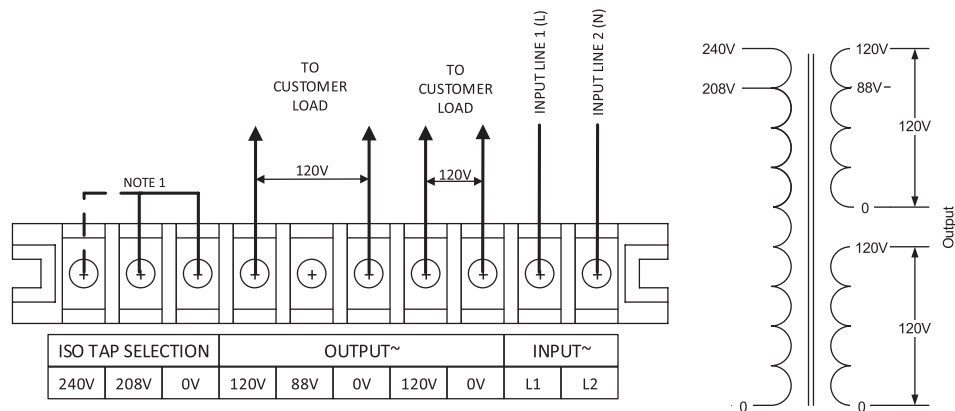 TO
CUSTOMER
LOAD
TO
CUSTOMER
LOAD
INPUT LINE 1 (L)
INPUT LINE 2 (N)
NOTE 1
120V
120V
ISO TAP SELECTION OUTPUT~ INPUT~
240V 208V 0V 120V 88V 0V 120V 0V L1 L2
240V
208V
0
120V
88V
120V
0
120V
120V
0
Output